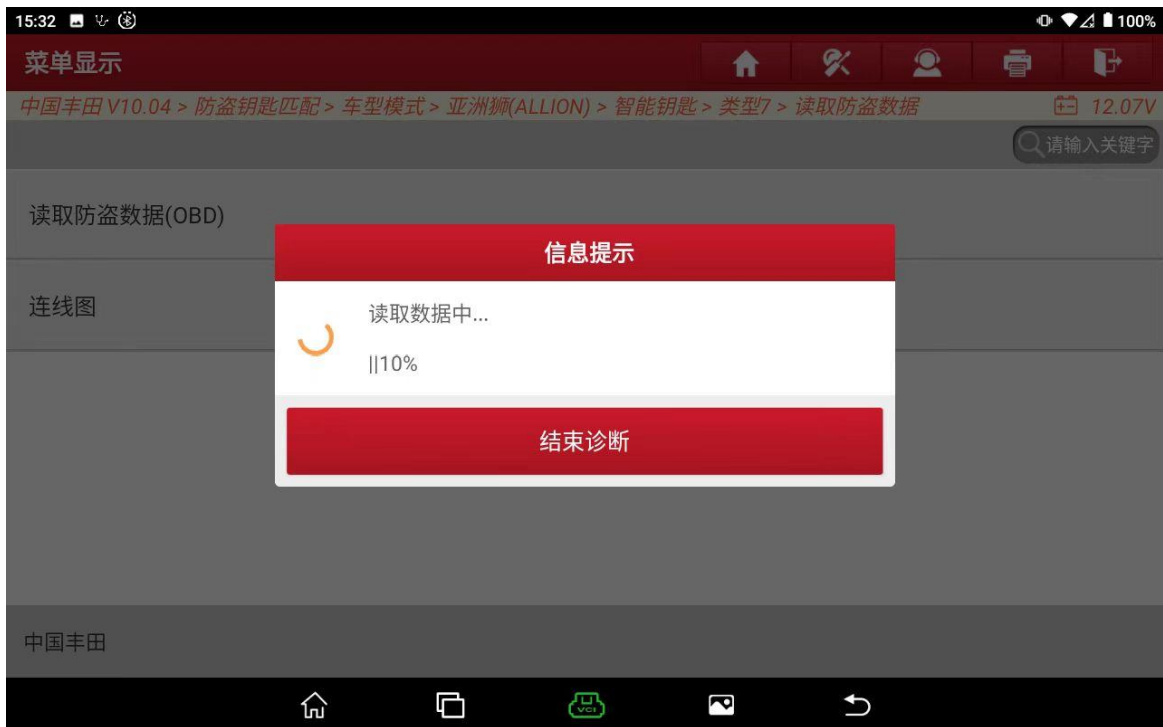 15:32
100%
菜单显示
中国丰田 V10.04 > 防盗钥匙匹配 > 车型模式 > 亚洲狮(ALLION) > 智能钥匙 > 类型7 > 读取防盗数据
12.07V
请输入关键字
读取防盗数据(OBD)
信息提示
连线图
读取数据中...
||10%
结束诊断
中国丰田
VCI